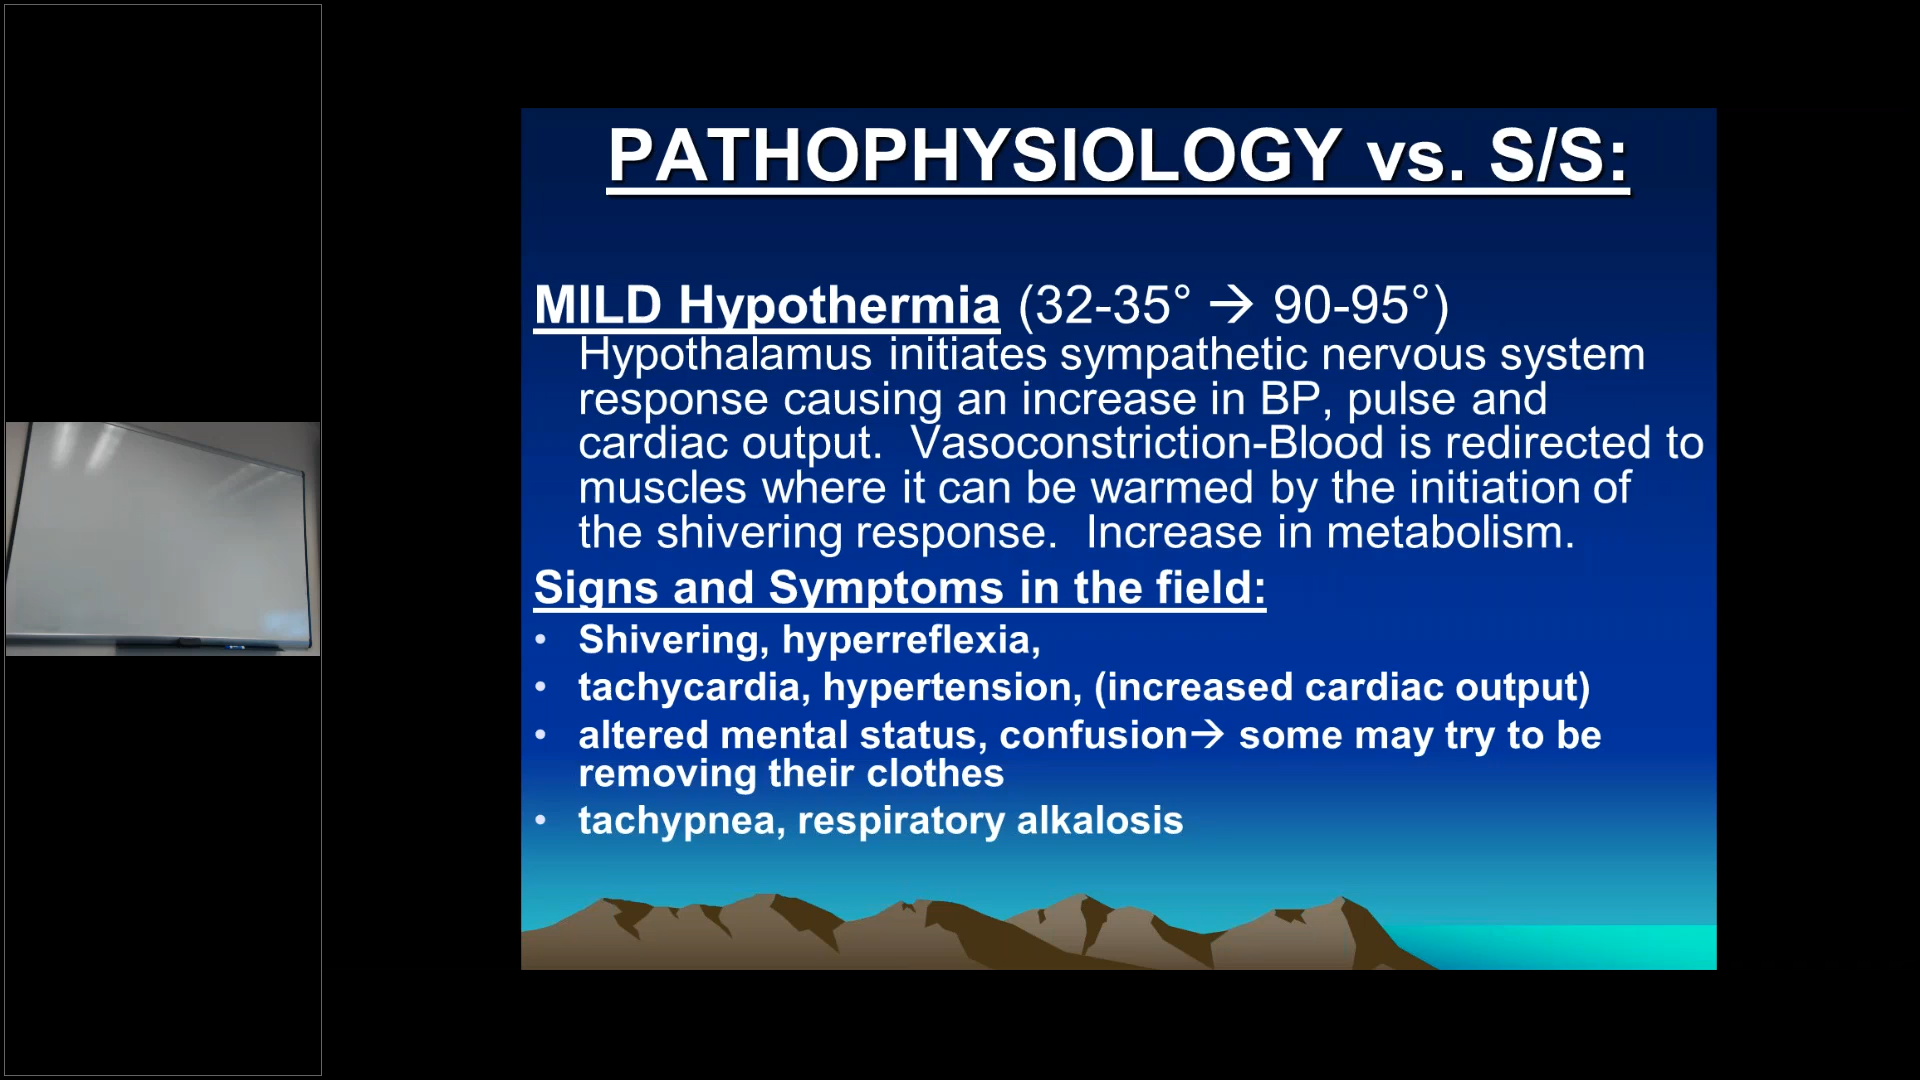 PATHOPHYSIOLOGY vs. S/S:
MILD Hypothermia (32-35° → 90-95°)
Hypothalamus initiates sympathetic nervous system
response causing an increase in BP, pulse and
cardiac output.  Vasoconstriction-Blood is redirected to
muscles where it can be warmed by the initiation of
the shivering response.  Increase in metabolism.
Signs and Symptoms in the field:
• Shivering, hyperreflexia,
• tachycardia, hypertension, (increased cardiac output)
• altered mental status, confusion→ some may try to be
removing their clothes
• tachypnea, respiratory alkalosis